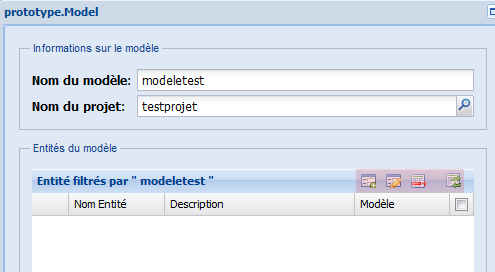 prototype.Model
Informations sur le modèle
Nom du modèle: modeletest
Nom du projet: testprojet
Entités du modèle
Entité filtrés par " modeletest "
Nom Entité Description Modèle